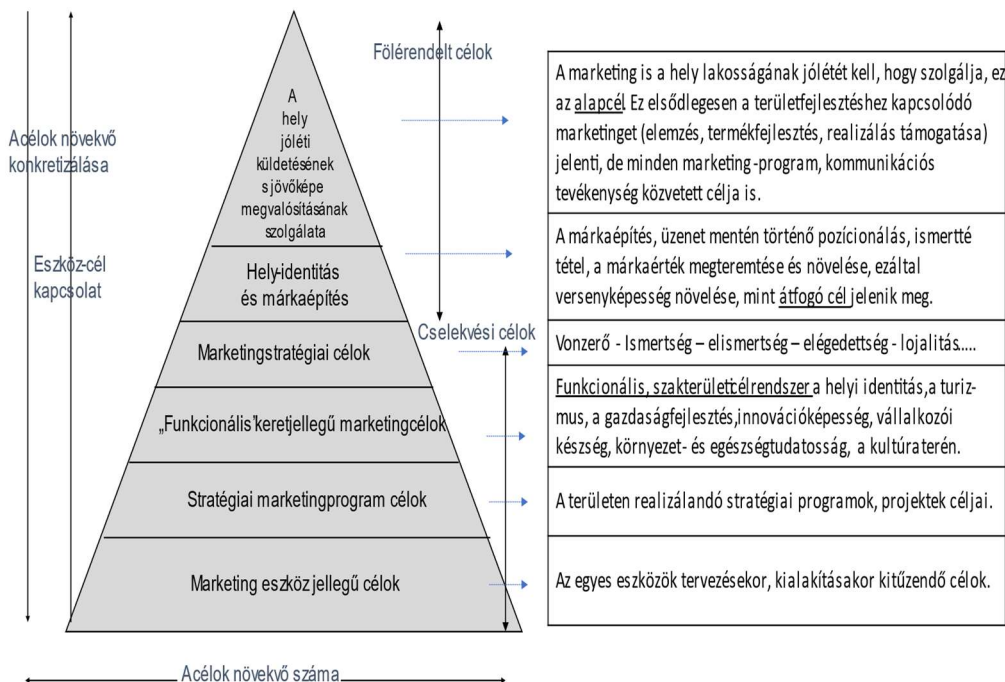 Fölérendelt célok
A
hely
jóléti
küldetésének
s jövőképe
megvalósításának
szolgálata
Hely-identitás
és márkaépítés
Marketingstratégiai célok
„Funkcionális”keretjellegű marketingcélok
Stratégiai marketingprogram célok
Marketing eszköz jellegű célok
Acélok növekvő
konkretizálása
Eszköz-cél
kapcsolat
Cselekvési célok
Acélok növekvő száma
A marketing is a hely lakosságának jólétét kell, hogy szolgálja, ez
az alapcél. Ez elsődlegesen a területfejlesztéshez kapcsolódó
marketinget (elemzés, termékfejlesztés, realizálás támogatása)
jelenti, de minden marketing-program, kommunikációs
tevékenység közvetett célja is.
A márkaépítés, üzenet mentén történő pozícionálás, ismertté
tétel, a márkaérték megteremtése és növelése, ezáltal
versenyképesség növelése, mint átfogó cél jelenik meg.
Vonzerő - Ismertség – elismertség – elégedettség - lojalitás.....
Funkcionális, szakterületi célrendszer a helyi identitás,a turiz-
mus, a gazdaságfejlesztés,innovációképesség, vállalkozói
készség, környezet- és egészségtudatosság, a kultúraterén.
A területen realizálandó stratégiai programok, projektek céljai.
Az egyes eszközök tervezésekor, kialakításakor kitűzendő célok.